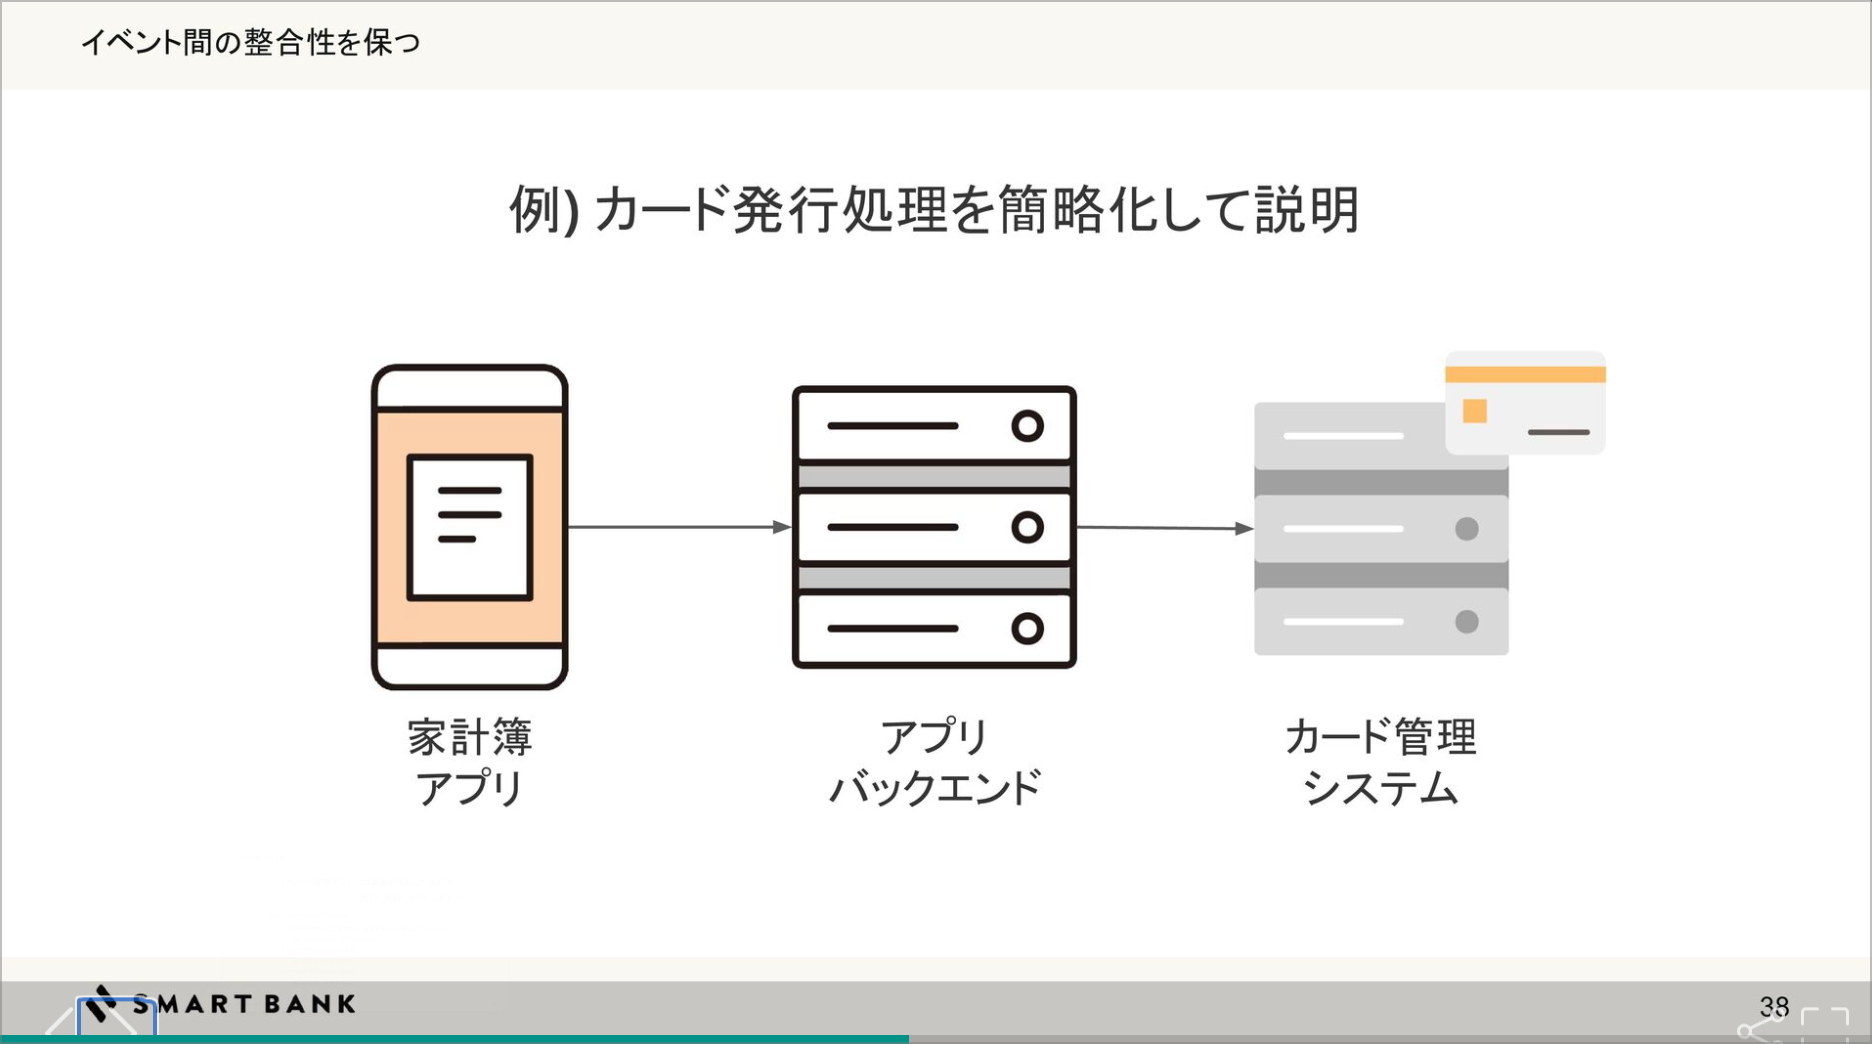 イベント間の整合性を保つ
例) カード発行処理を簡略化して説明
家計簿
アプリ
アプリ
バックエンド
カード管理
システム
SMART BANK
38